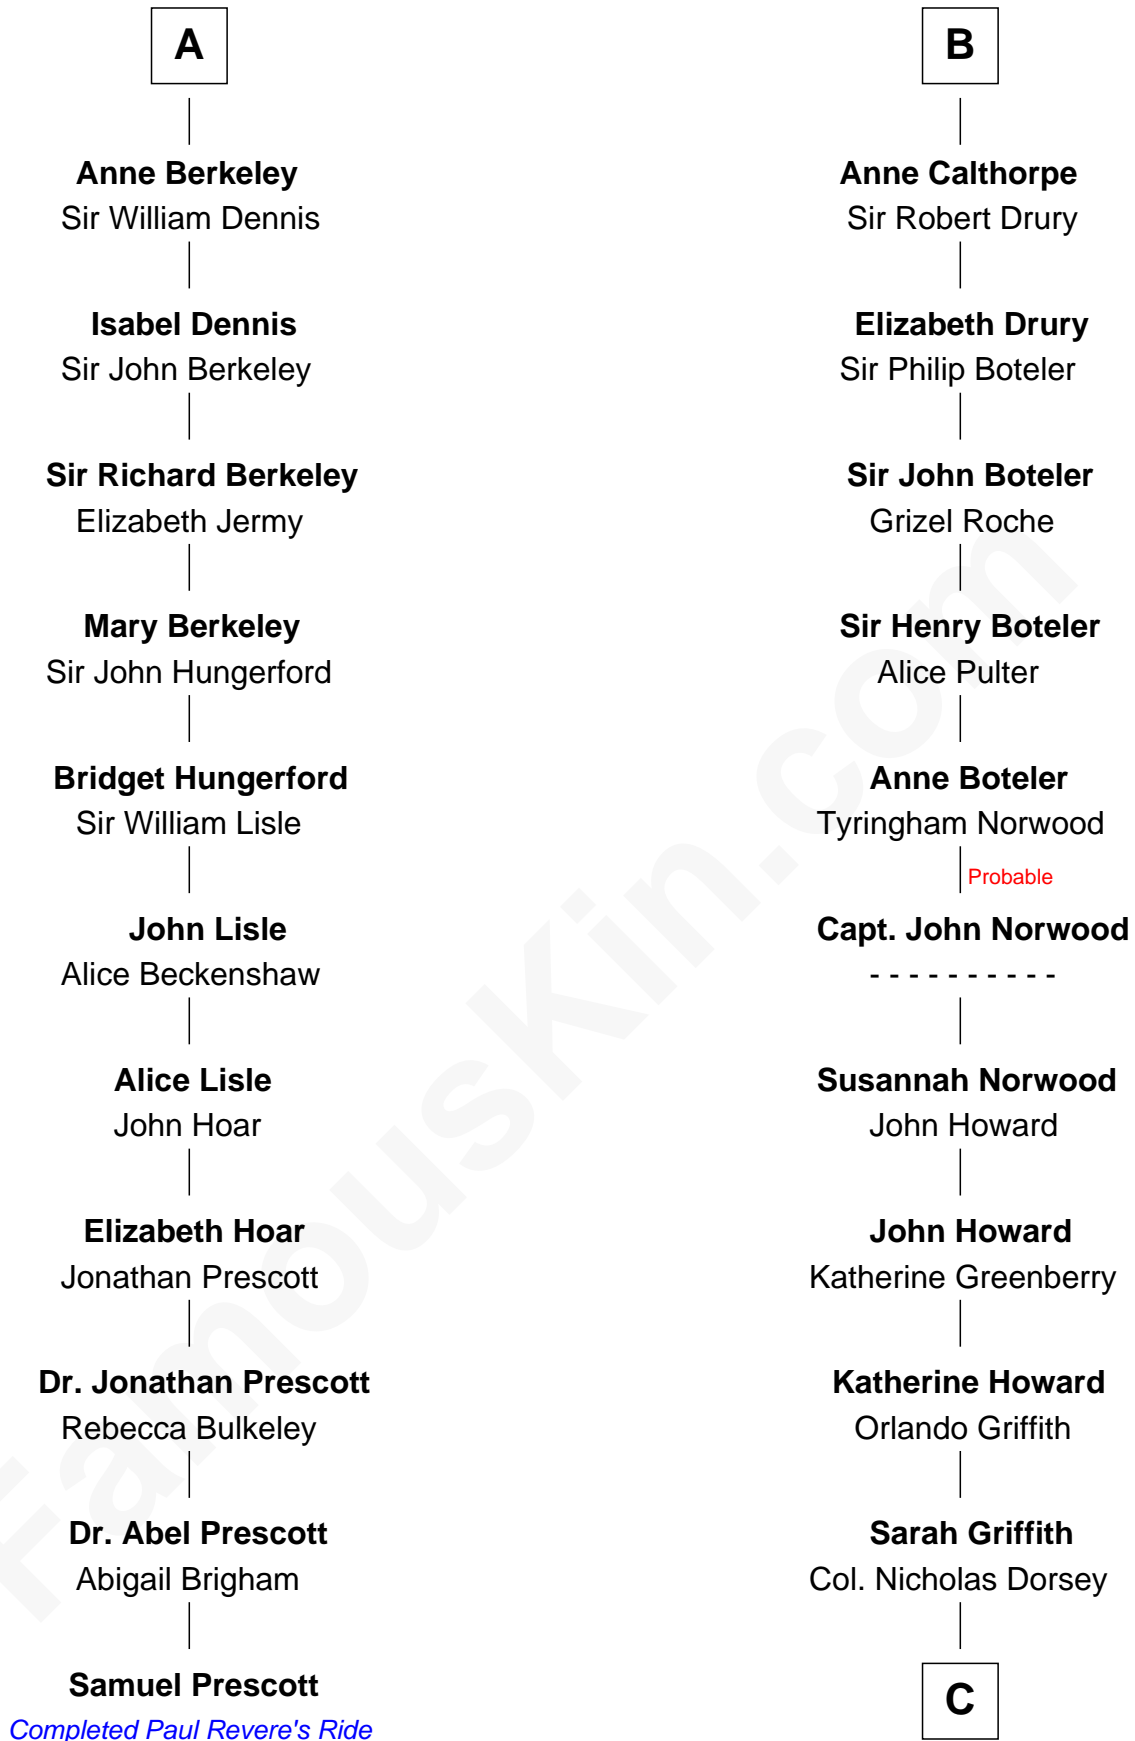 A
Anne Berkeley
Sir William Dennis
Isabel Dennis
Sir John Berkeley
Sir Richard Berkeley
Elizabeth Jermy
Mary Berkeley
Sir John Hungerford
Bridget Hungerford
Sir William Lisle
John Lisle
Alice Beckenshaw
Alice Lisle
John Hoar
Elizabeth Hoar
Jonathan Prescott
Dr. Jonathan Prescott
Rebecca Bulkeley
Dr. Abel Prescott
Abigail Brigham
Samuel Prescott
Completed Paul Revere's Ride
B
Anne Calthorpe
Sir Robert Drury
Elizabeth Drury
Sir Philip Boteler
Sir John Boteler
Grizel Roche
Sir Henry Boteler
Alice Pulter
Anne Boteler
Tyringham Norwood
Probable
Capt. John Norwood
- - - - - - - - - -
Susannah Norwood
John Howard
John Howard
Katherine Greenberry
Katherine Howard
Orlando Griffith
Sarah Griffith
Col. Nicholas Dorsey
C
FamousKin.com